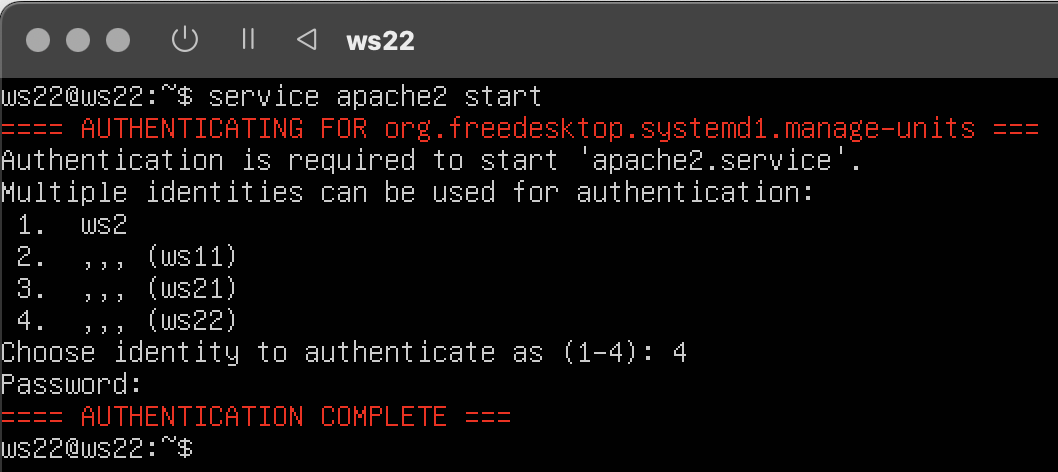 ws22
ws22@ws22:~$ service apache2 start
==== AUTHENTICATING FOR org.freedesktop.systemd1.manage-units ===
Authentication is required to start 'apache2.service'.
Multiple identities can be used for authentication:
 1.  ws2
 2.  ,,, (ws11)
 3.  ,,, (ws21)
 4.  ,,, (ws22)
Choose identity to authenticate as (1-4): 4
Password:
==== AUTHENTICATION COMPLETE ===
ws22@ws22:~$